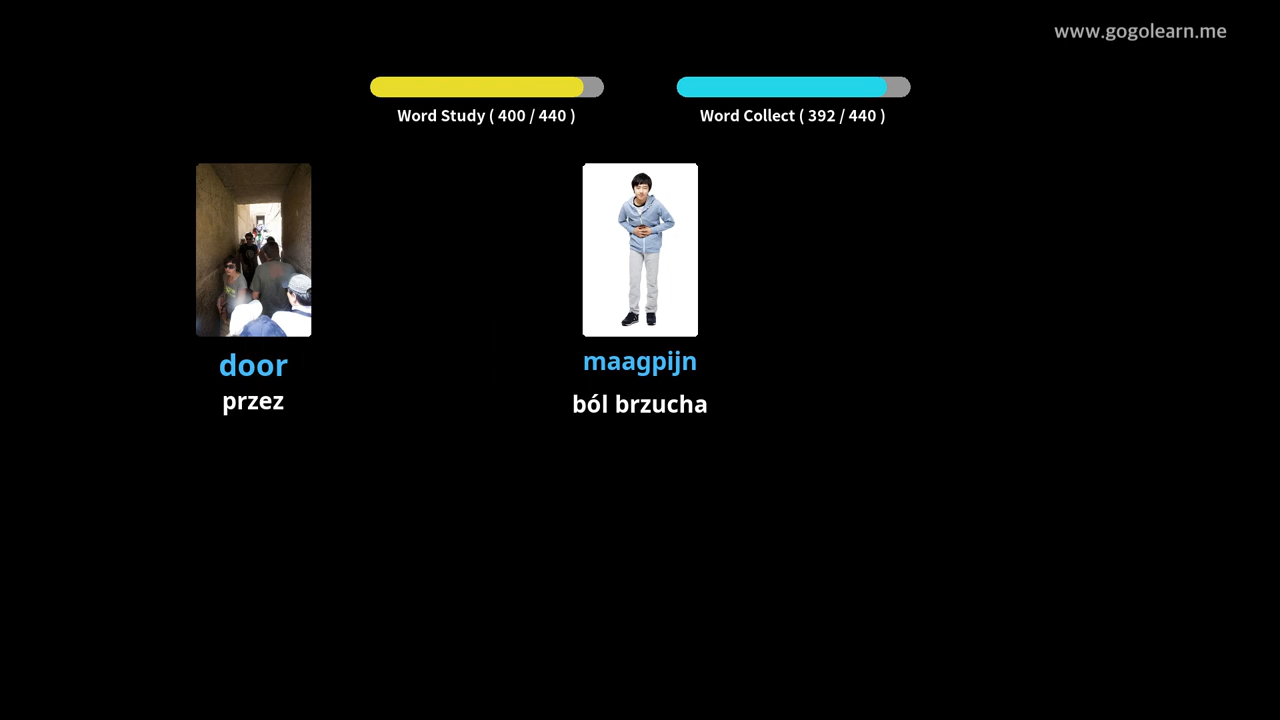 www.gogolearn.me
Word Study ( 400 / 440 )
Word Collect ( 392 / 440 )
door
przez
maagpijn
ból brzucha